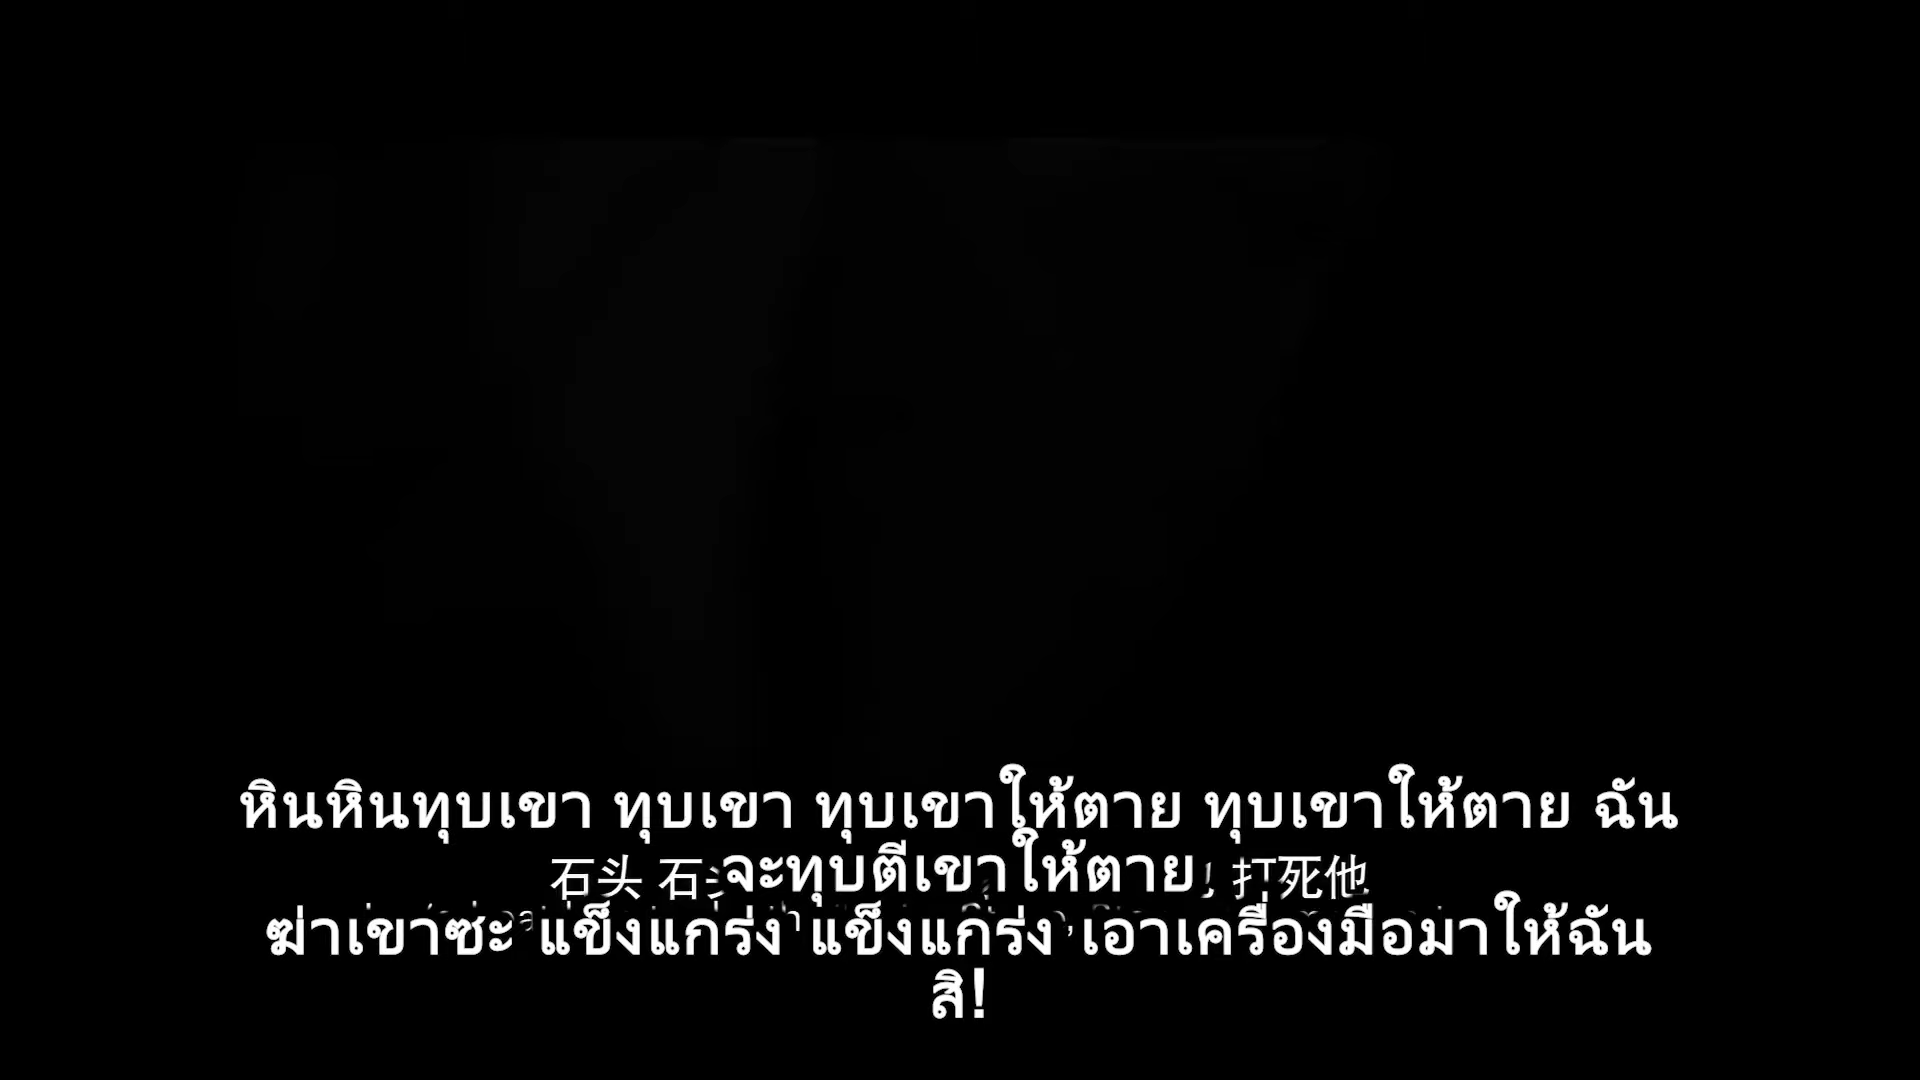 หินหินทุบเขา ทุบเขา ทุบเขาให้ตาย ทุบเขาให้ตาย ฉัน
จะทุบตีเขาให้ตาย
石头 石 打死他
ฆ่าเขาซะ แข็งแกร่ง แข็งแกร่ง เอาเครื่องมือมาให้ฉัน
สิ!